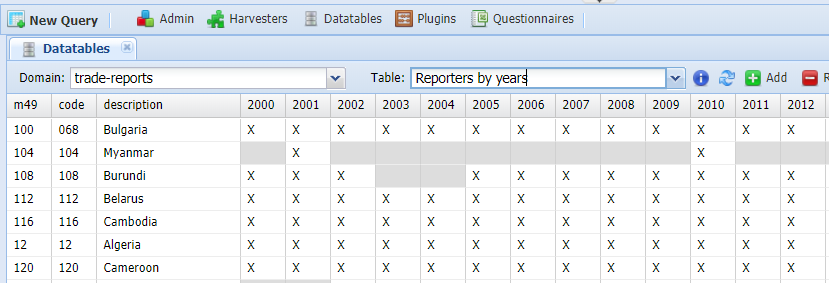 New Query Admin Harvesters Datatables Plugins Questionnaires
Datatables
Domain: trade-reports Table: Reporters by years Add
m49 code description 2000 2001 2002 2003 2004 2005 2006 2007 2008 2009 2010 2011 2012
100 068 Bulgaria X X X X X X X X X X X X X
104 104 Myanmar X X
108 108 Burundi X X X X X X X X X X X
112 112 Belarus X X X X X X X X X X X X X
116 116 Cambodia X X X X X X X X X X X X X
12 12 Algeria X X X X X X X X X X X X X
120 120 Cameroon X X X X X X X X X X X X X